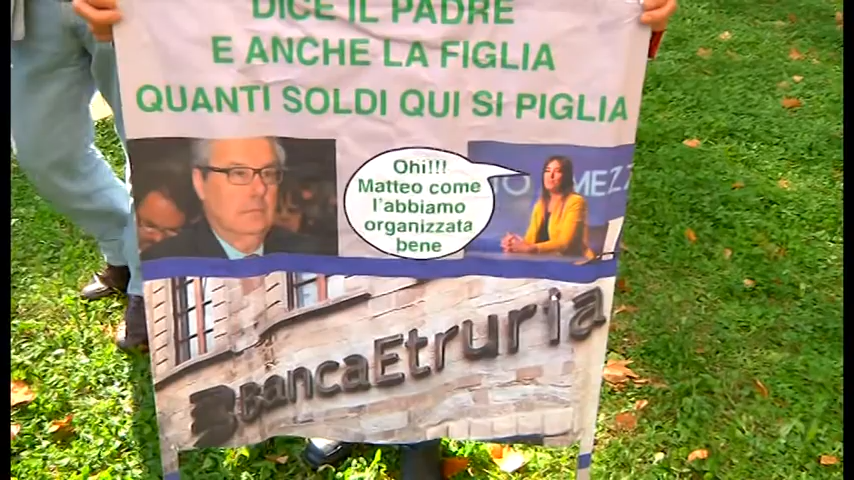 DICE IL PADRE
E ANCHE LA FIGLIA
QUANTI SOLDI QUI SI PIGLIA
Ohi!!!
Matteo come
l'abbiamo
organizzata
bene
BancaEtruria